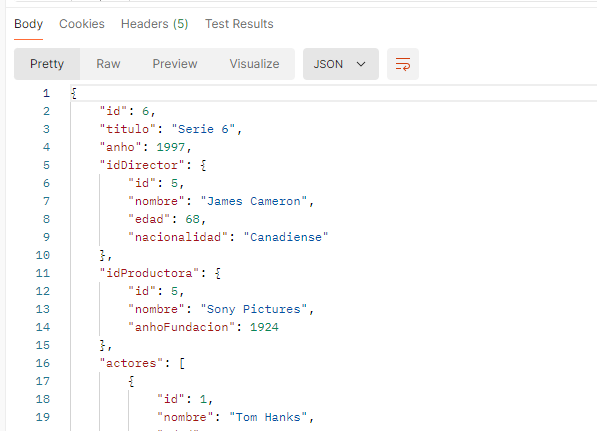 Body Cookies Headers (5) Test Results
Pretty Raw Preview Visualize JSON
1 {
2 "id": 6,
3 "titulo": "Serie 6",
4 "anho": 1997,
5 "idDirector": {
6 "id": 5,
7 "nombre": "James Cameron",
8 "edad": 68,
9 "nacionalidad": "Canadiense"
10 },
11 "idProductora": {
12 "id": 5,
13 "nombre": "Sony Pictures",
14 "anhoFundacion": 1924
15 },
16 "actores": [
17 {
18 "id": 1,
19 "nombre": "Tom Hanks",